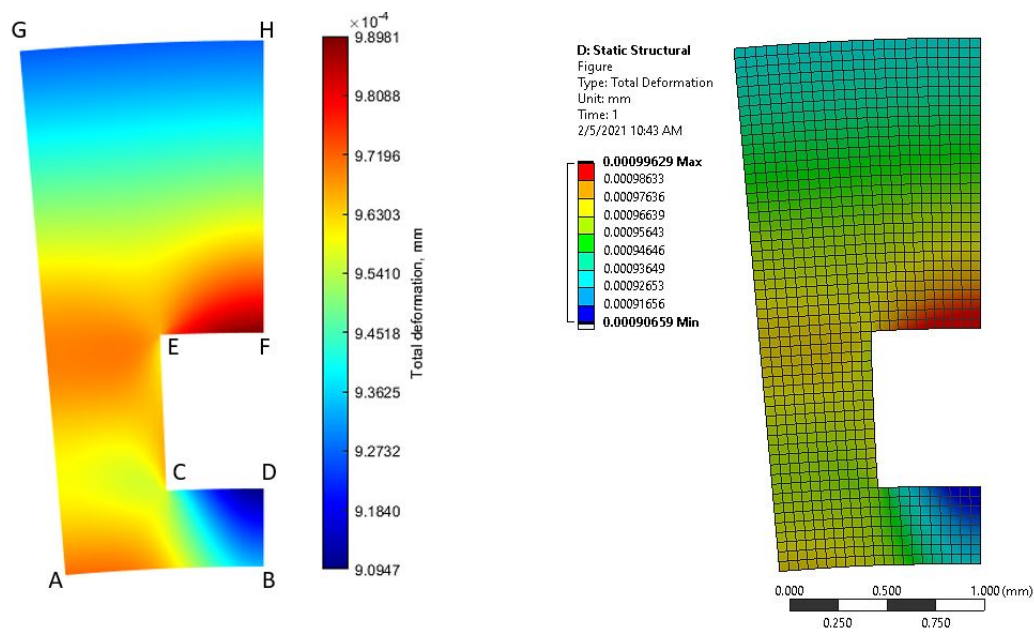 G
H
E
F
C
D
A
B
×10⁻⁴
9.8981
9.8088
9.7196
9.6303
9.5410
9.4518
9.3625
9.2732
9.1840
9.0947
Total deformation, mm
D: Static Structural
Figure
Type: Total Deformation
Unit: mm
Time: 1
2/5/2021 10:43 AM
0.00099629 Max
0.00098633
0.00097636
0.00096639
0.00095643
0.00094646
0.00093649
0.00092653
0.00091656
0.00090659 Min
0.000 0.500 1.000 (mm)
0.250 0.750